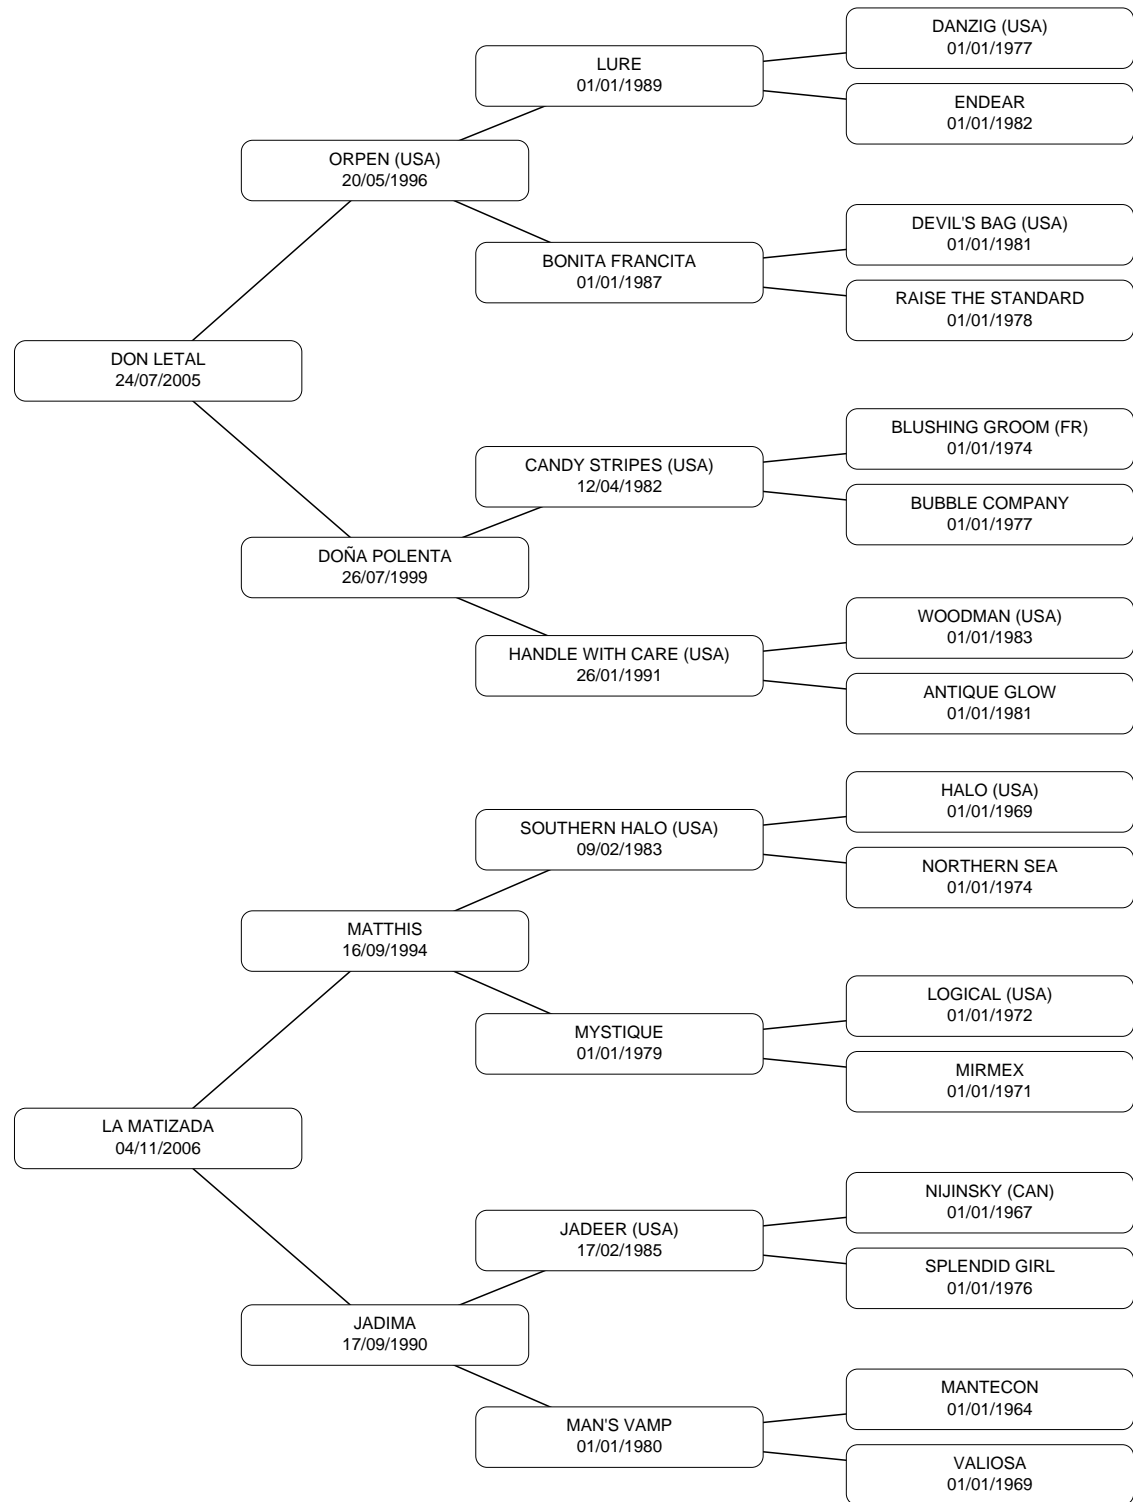 DANZIG (USA)
01/01/1977
LURE
01/01/1989
ENDEAR
01/01/1982
ORPEN (USA)
20/05/1996
DEVIL'S BAG (USA)
01/01/1981
BONITA FRANCITA
01/01/1987
RAISE THE STANDARD
01/01/1978
DON LETAL
24/07/2005
BLUSHING GROOM (FR)
01/01/1974
CANDY STRIPES (USA)
12/04/1982
BUBBLE COMPANY
01/01/1977
DOÑA POLENTA
26/07/1999
WOODMAN (USA)
01/01/1983
HANDLE WITH CARE (USA)
26/01/1991
ANTIQUE GLOW
01/01/1981
HALO (USA)
01/01/1969
SOUTHERN HALO (USA)
09/02/1983
NORTHERN SEA
01/01/1974
MATTHIS
16/09/1994
LOGICAL (USA)
01/01/1972
MYSTIQUE
01/01/1979
MIRMEX
01/01/1971
LA MATIZADA
04/11/2006
NIJINSKY (CAN)
01/01/1967
JADEER (USA)
17/02/1985
SPLENDID GIRL
01/01/1976
JADIMA
17/09/1990
MANTECON
01/01/1964
MAN'S VAMP
01/01/1980
VALIOSA
01/01/1969